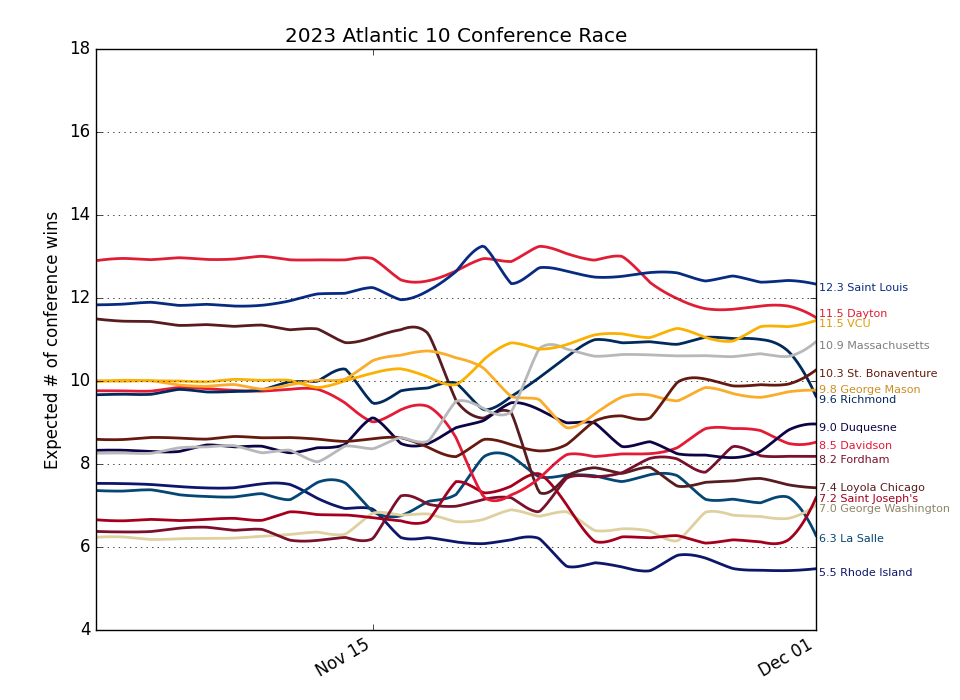 2023 Atlantic 10 Conference Race
Expected # of conference wins
18
16
14
12
10
8
6
4
Nov 15
Dec 01
12.3 Saint Louis
11.5 Dayton
11.5 VCU
10.9 Massachusetts
10.3 St. Bonaventure
9.8 George Mason
9.6 Richmond
9.0 Duquesne
8.5 Davidson
8.2 Fordham
7.4 Loyola Chicago
7.2 Saint Joseph's
7.0 George Washington
6.3 La Salle
5.5 Rhode Island